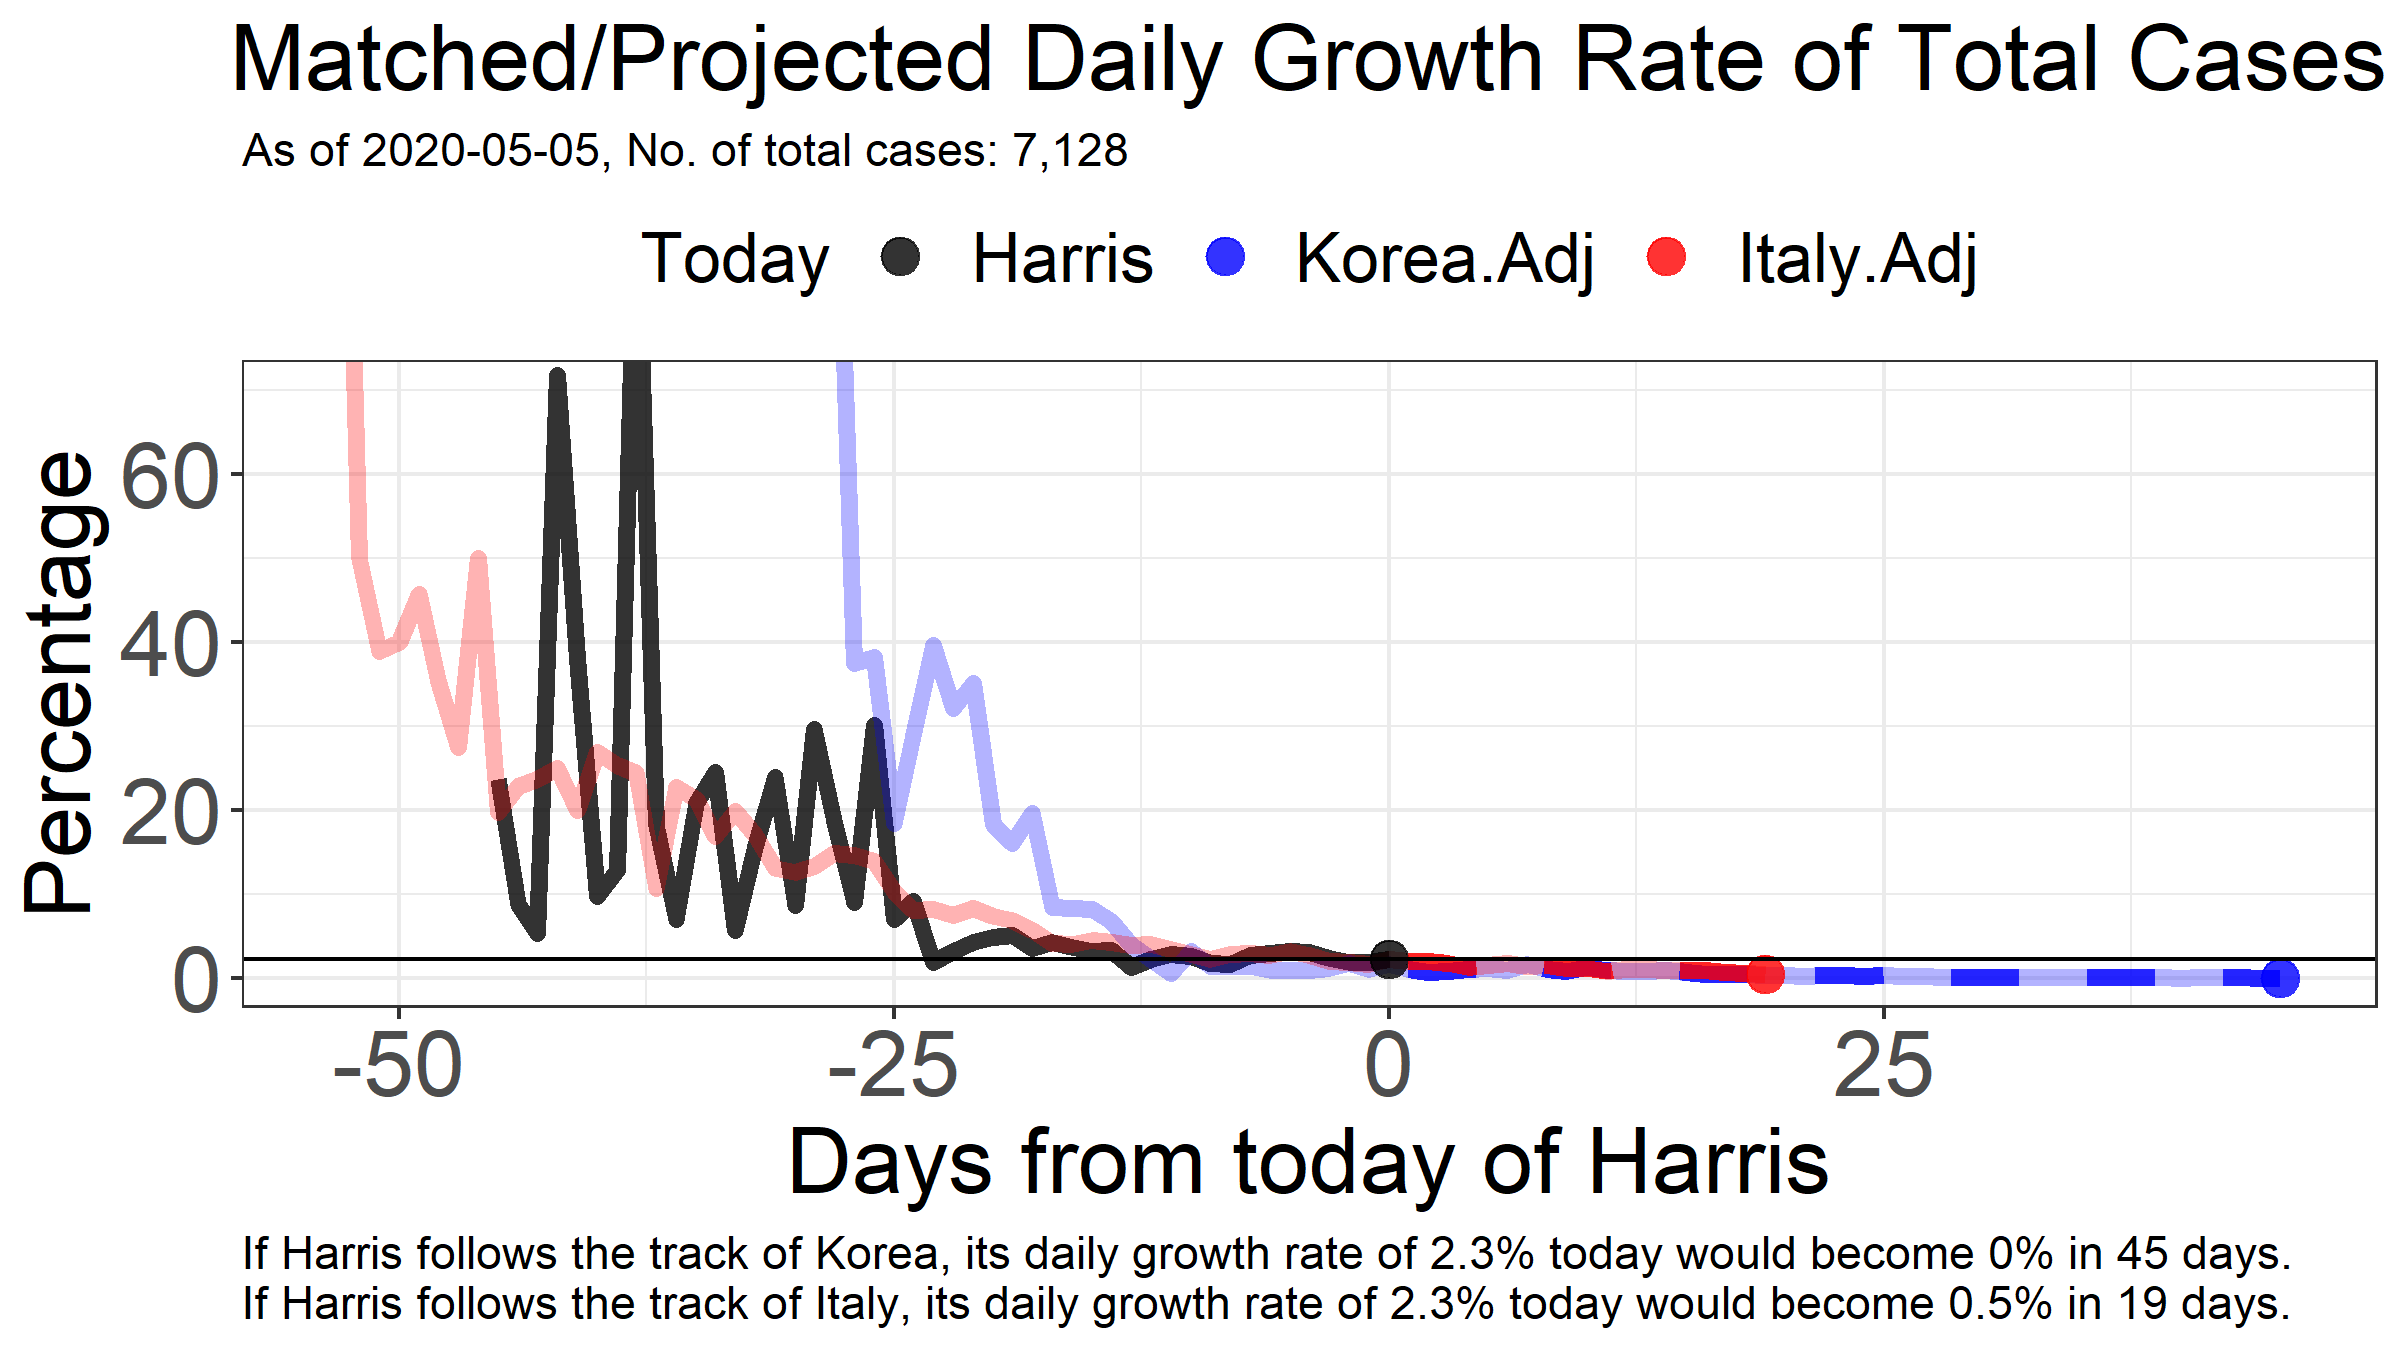 Matched/Projected Daily Growth Rate of Total Cases
As of 2020-05-05, No. of total cases: 7,128
Today Harris Korea.Adj Italy.Adj
Percentage
60
40
20
0
-50 -25 0 25
Days from today of Harris
If Harris follows the track of Korea, its daily growth rate of 2.3% today would become 0% in 45 days.
If Harris follows the track of Italy, its daily growth rate of 2.3% today would become 0.5% in 19 days.